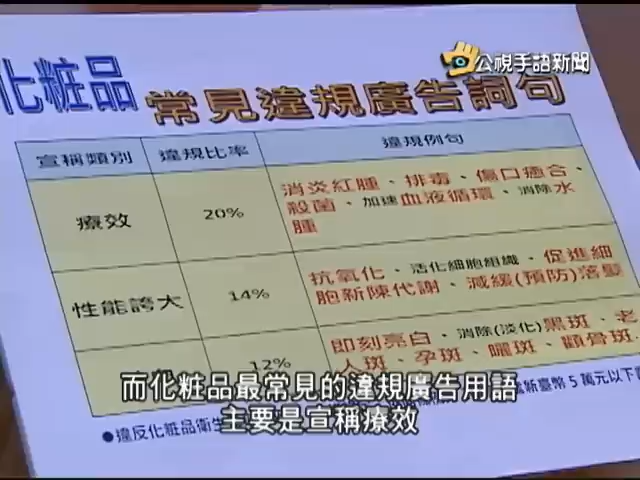 公視手語新聞
化粧品
常見違規廣告詞句
宣稱類別 違規比率 違規例句
療效 20% 消炎紅腫、排毒、傷口癒合、
殺菌、加速血液循環、消除水
腫
性能誇大 14% 抗氧化、活化細胞組織、促進細
胞新陳代謝、減緩(預防)落髮
12% 即刻亮白、消除(淡化)黑斑、老
人斑、孕斑、曬斑、顴骨斑
●違反化粧品衛生
新臺幣5萬元以下
而化粧品最常見的違規廣告用語
主要是宣稱療效